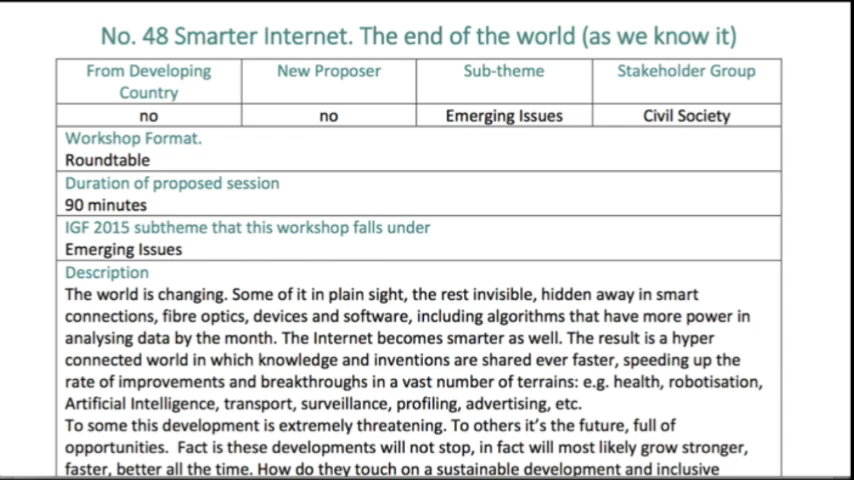 No. 48 Smarter Internet. The end of the world (as we know it)
From Developing Country
New Proposer
Sub-theme
Stakeholder Group
no
no
Emerging Issues
Civil Society
Workshop Format.
Roundtable
Duration of proposed session
90 minutes
IGF 2015 subtheme that this workshop falls under
Emerging Issues
Description
The world is changing. Some of it in plain sight, the rest invisible, hidden away in smart
connections, fibre optics, devices and software, including algorithms that have more power in
analysing data by the month. The Internet becomes smarter as well. The result is a hyper
connected world in which knowledge and inventions are shared ever faster, speeding up the
rate of improvements and breakthroughs in a vast number of terrains: e.g. health, robotisation,
Artificial Intelligence, transport, surveillance, profiling, advertising, etc.
To some this development is extremely threatening. To others it's the future, full of
opportunities. Fact is these developments will not stop, in fact will most likely grow stronger,
faster, better all the time. How do they touch on a sustainable development and inclusive